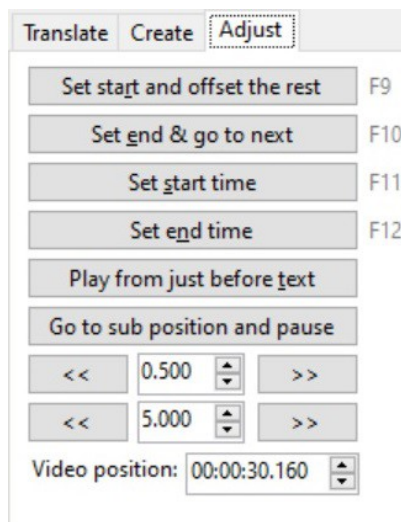 Translate Create Adjust
Set start and offset the rest F9
Set end & go to next F10
Set start time F11
Set end time F12
Play from just before text
Go to sub position and pause
<< 0.500 >>
<< 5.000 >>
Video position: 00:00:30.160